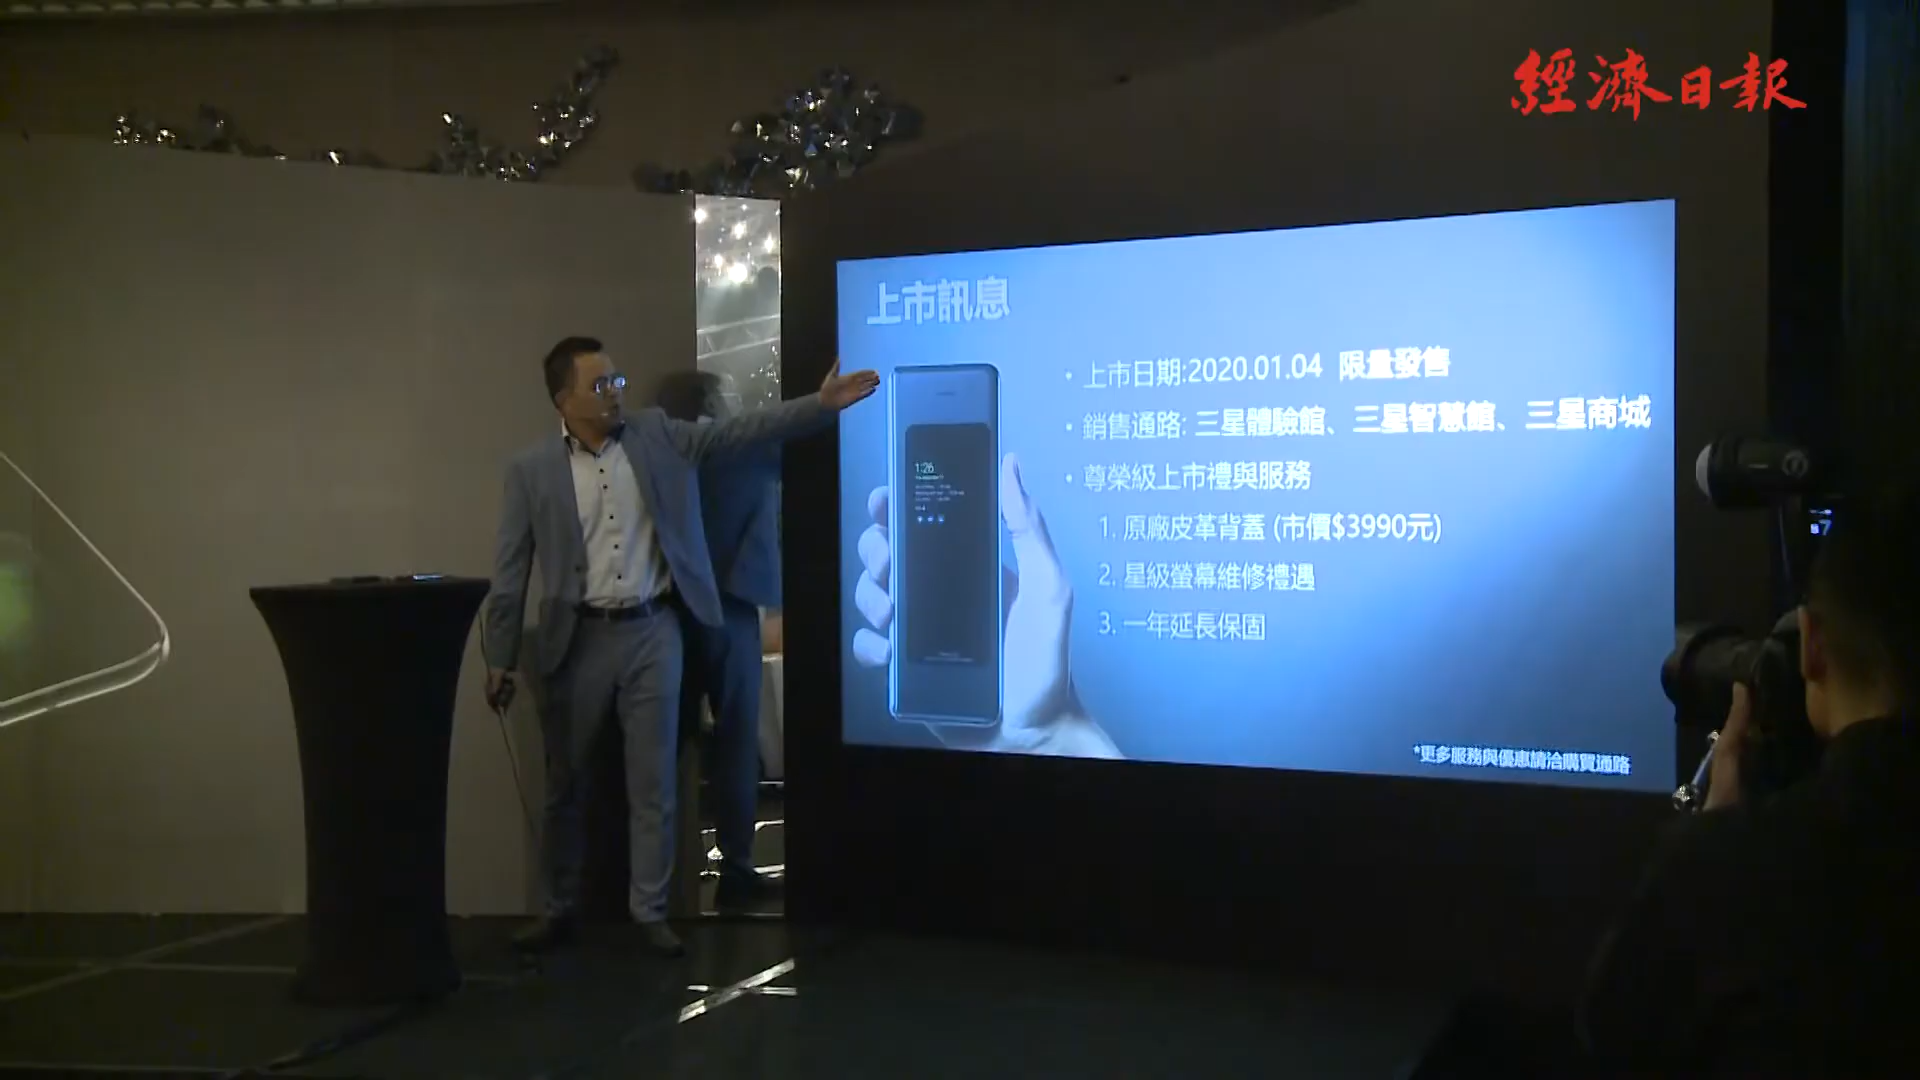 經濟日報
上市訊息
• 上市日期:2020.01.04 限量發售
• 銷售通路: 三星體驗館、三星智慧館、三星商城
• 尊榮級上市禮與服務
1. 原廠皮革背蓋 (市價$3990元)
2. 星級螢幕維修禮遇
3. 一年延長保固
1:26
*更多服務與優惠請洽購買通路